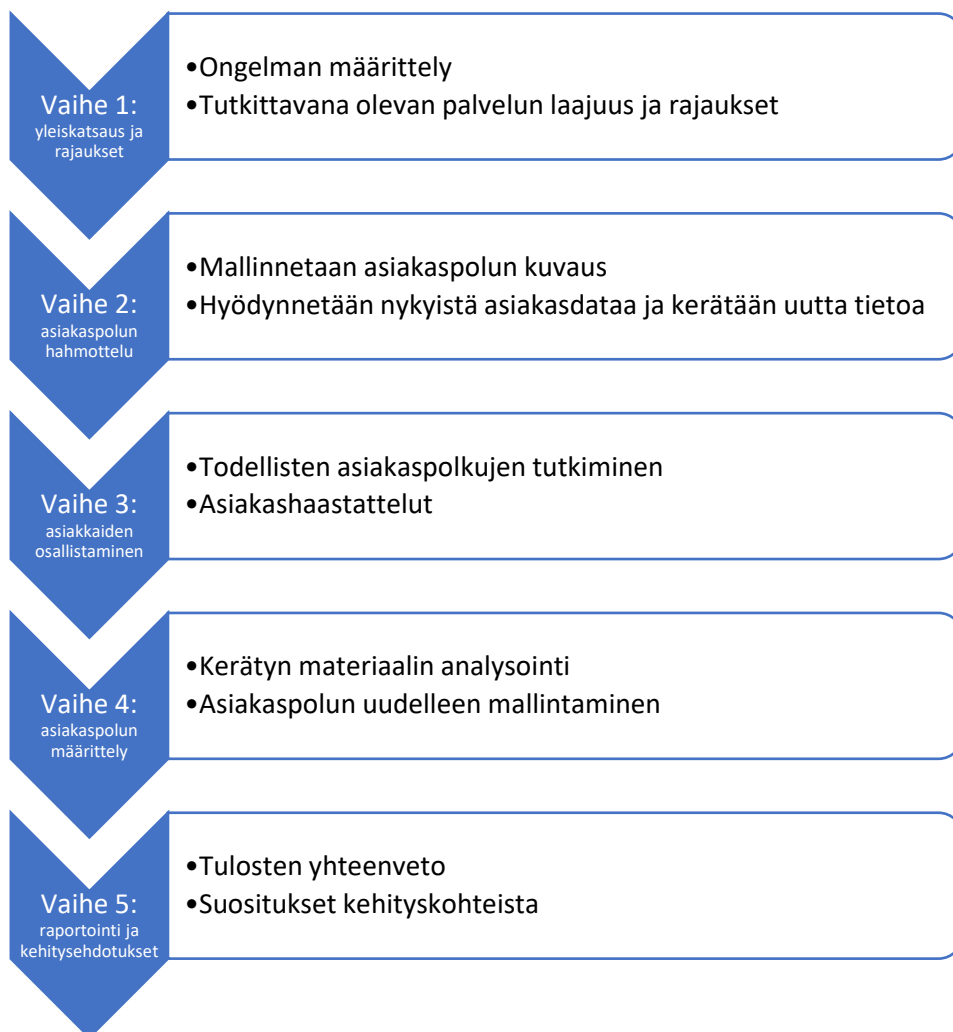 Vaihe 1:
yleiskatsaus ja
rajaukset
•Ongelman määrittely
•Tutkittavana olevan palvelun laajuus ja rajaukset
Vaihe 2:
asiakaspolun
hahmottelu
•Mallinnetaan asiakaspolun kuvaus
•Hyödynnetään nykyistä asiakasdataa ja kerätään uutta tietoa
Vaihe 3:
asiakkaiden
osallistaminen
•Todellisten asiakaspolkujen tutkiminen
•Asiakashaastattelut
Vaihe 4:
asiakaspolun
määrittely
•Kerätyn materiaalin analysointi
•Asiakaspolun uudelleen mallintaminen
Vaihe 5:
raportointi ja
kehitysehdotukset
•Tulosten yhteenveto
•Suositukset kehityskohteista